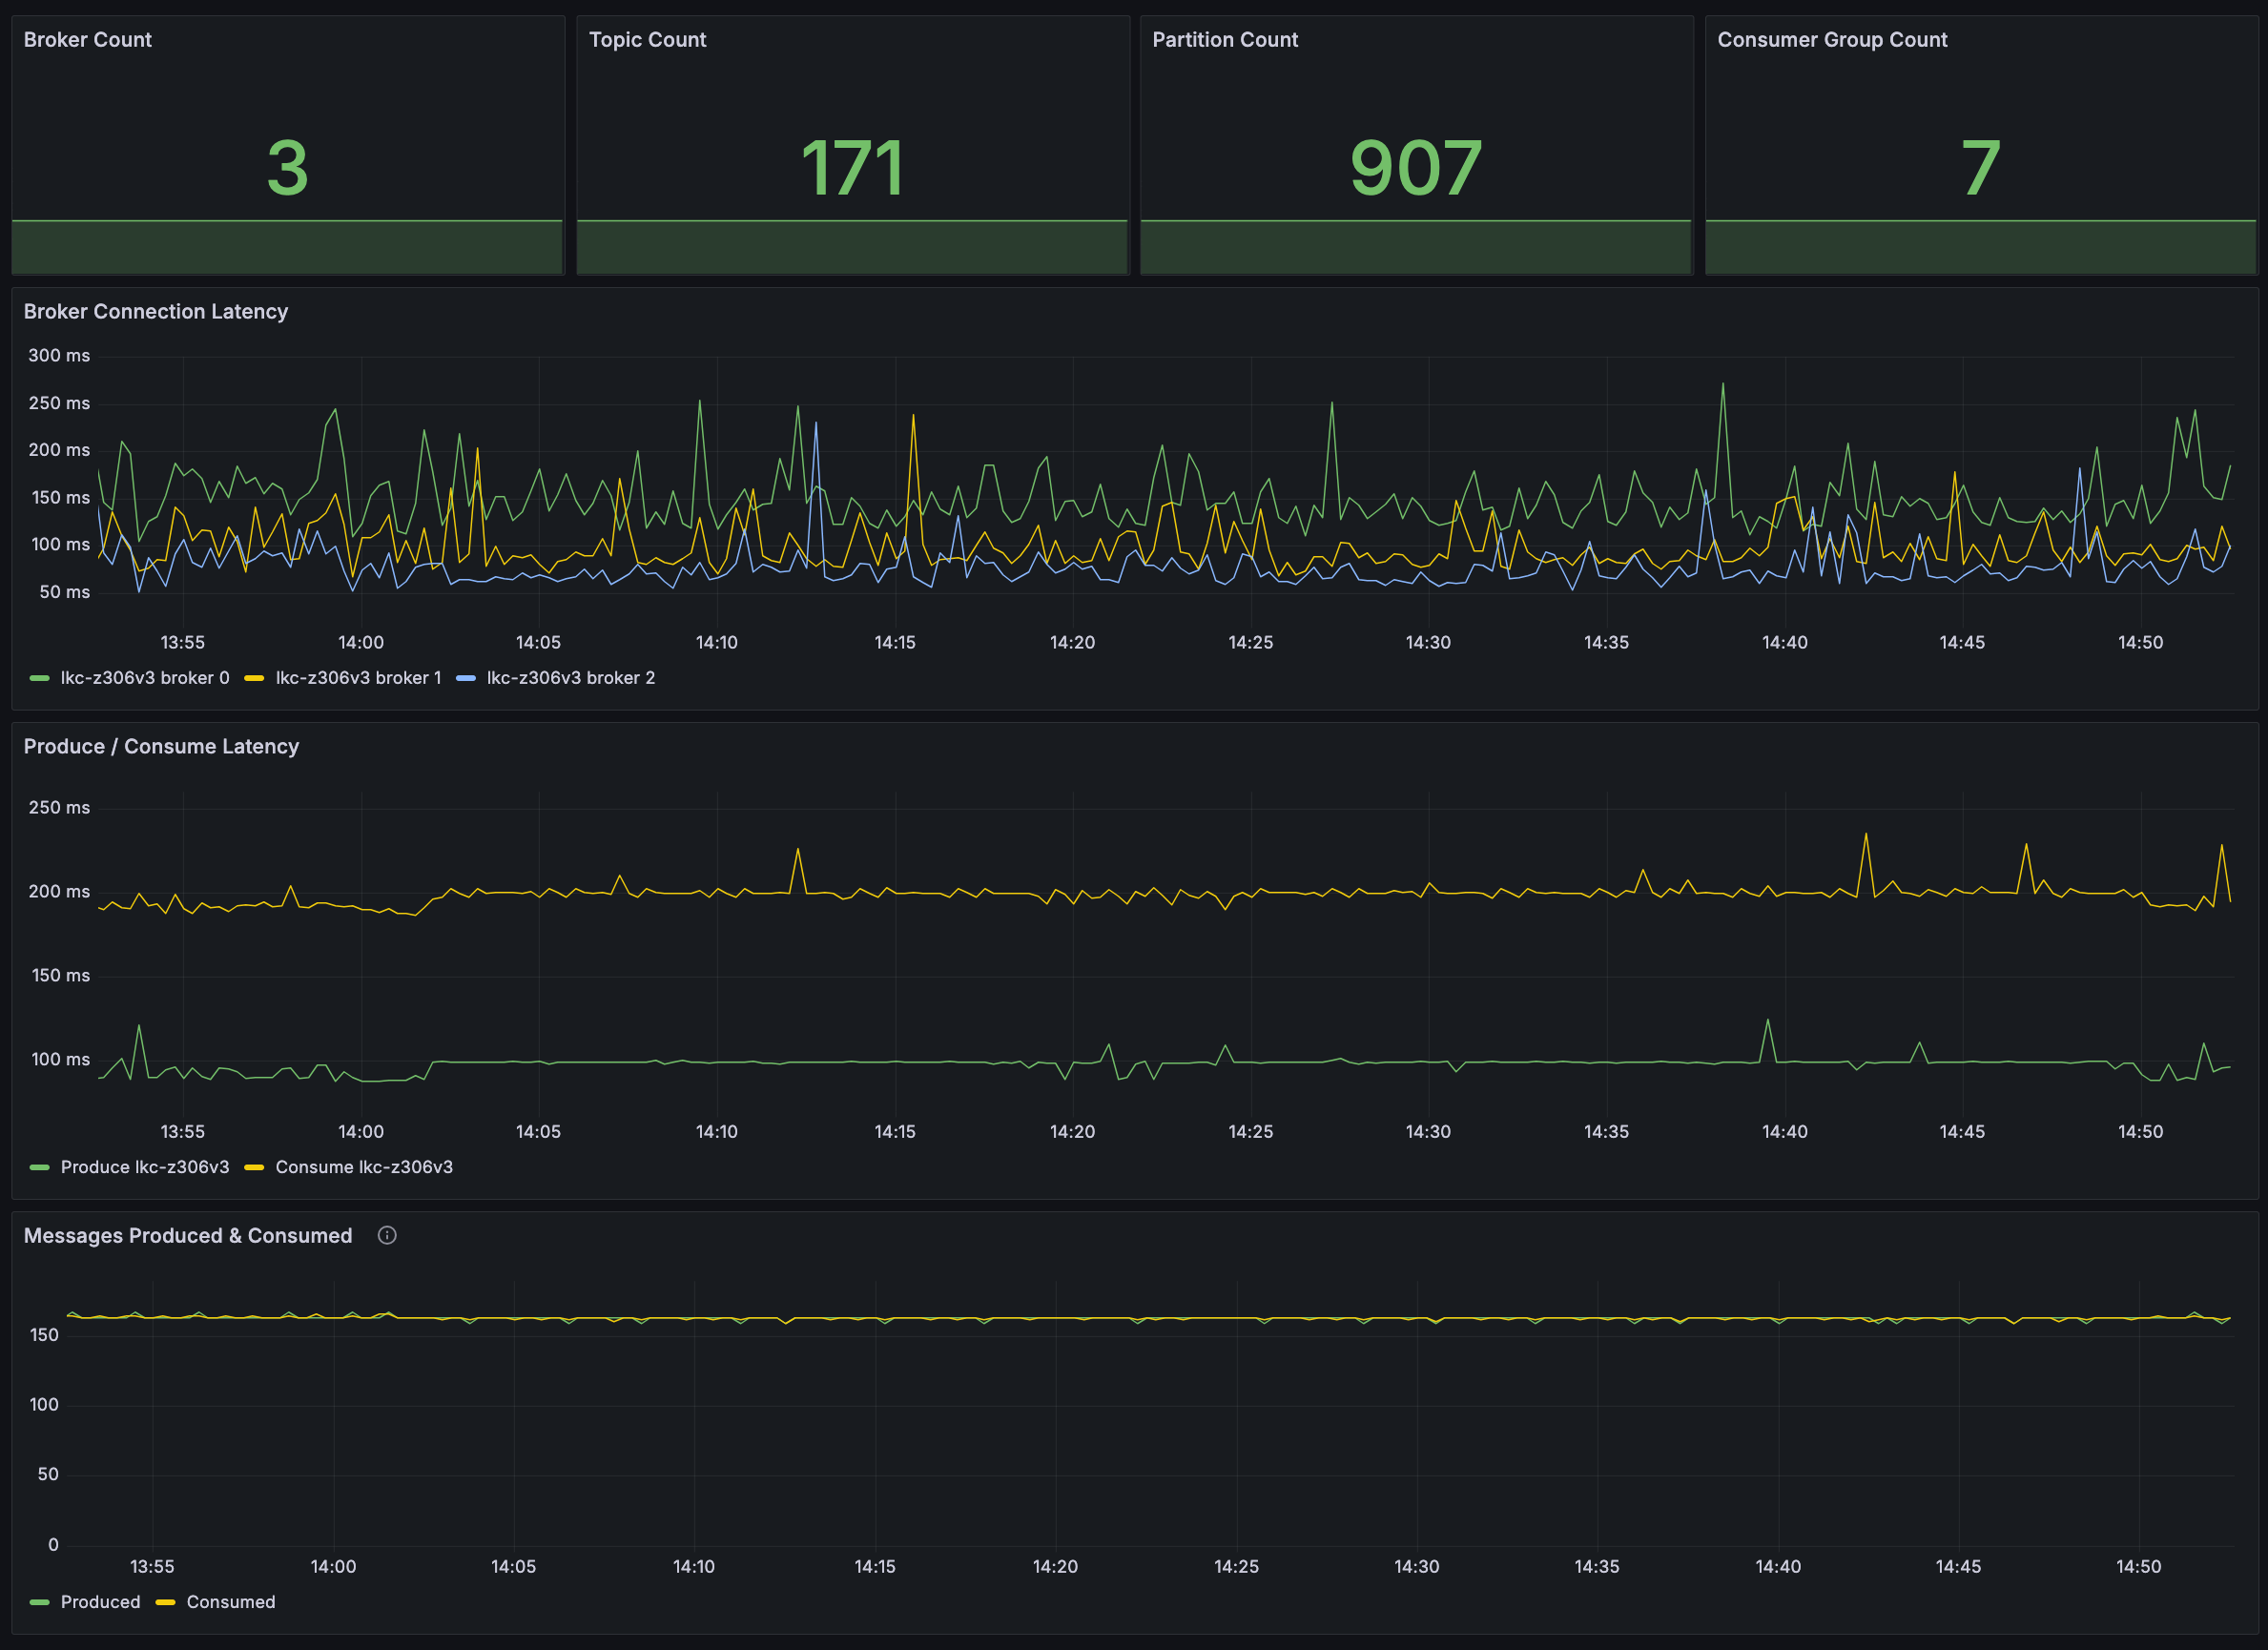 Broker Count
Topic Count
Partition Count
Consumer Group Count
3
171
907
7
Broker Connection Latency
300 ms
250 ms
200 ms
150 ms
100 ms
50 ms
13:55 14:00 14:05 14:10 14:15 14:20 14:25 14:30 14:35 14:40 14:45 14:50
lkc-z306v3 broker 0 lkc-z306v3 broker 1 lkc-z306v3 broker 2
Produce / Consume Latency
250 ms
200 ms
150 ms
100 ms
13:55 14:00 14:05 14:10 14:15 14:20 14:25 14:30 14:35 14:40 14:45 14:50
Produce lkc-z306v3 Consume lkc-z306v3
Messages Produced & Consumed
150
100
50
0
13:55 14:00 14:05 14:10 14:15 14:20 14:25 14:30 14:35 14:40 14:45 14:50
Produced Consumed